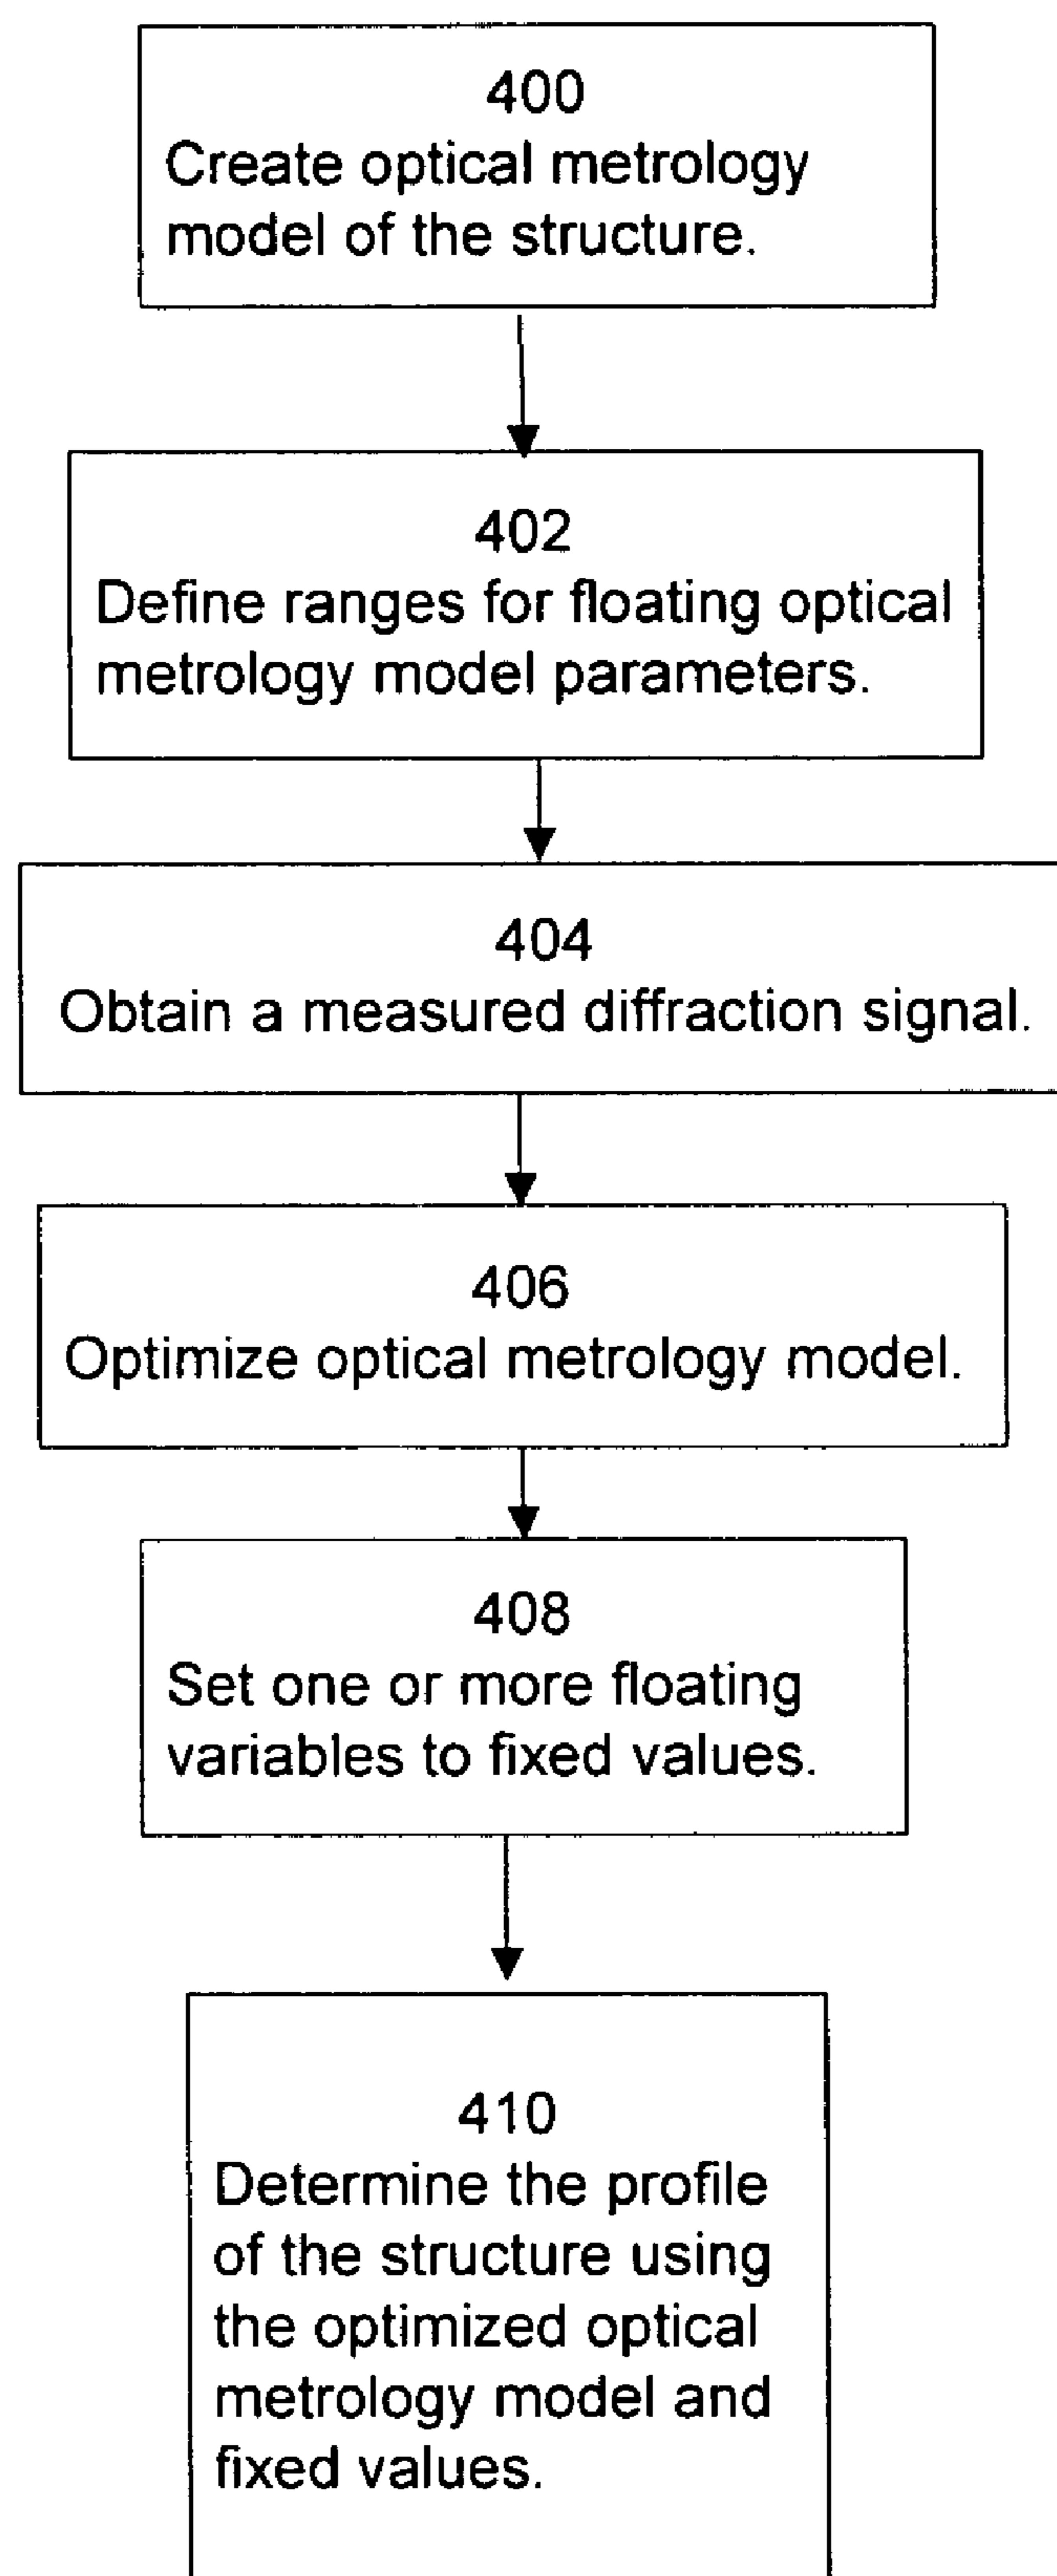 400
Create optical metrology
model of the structure.
402
Define ranges for floating optical
metrology model parameters.
404
Obtain a measured diffraction signal.
406
Optimize optical metrology model.
408
Set one or more floating
variables to fixed values.
410
Determine the profile
of the structure using
the optimized optical
metrology model and
fixed values.